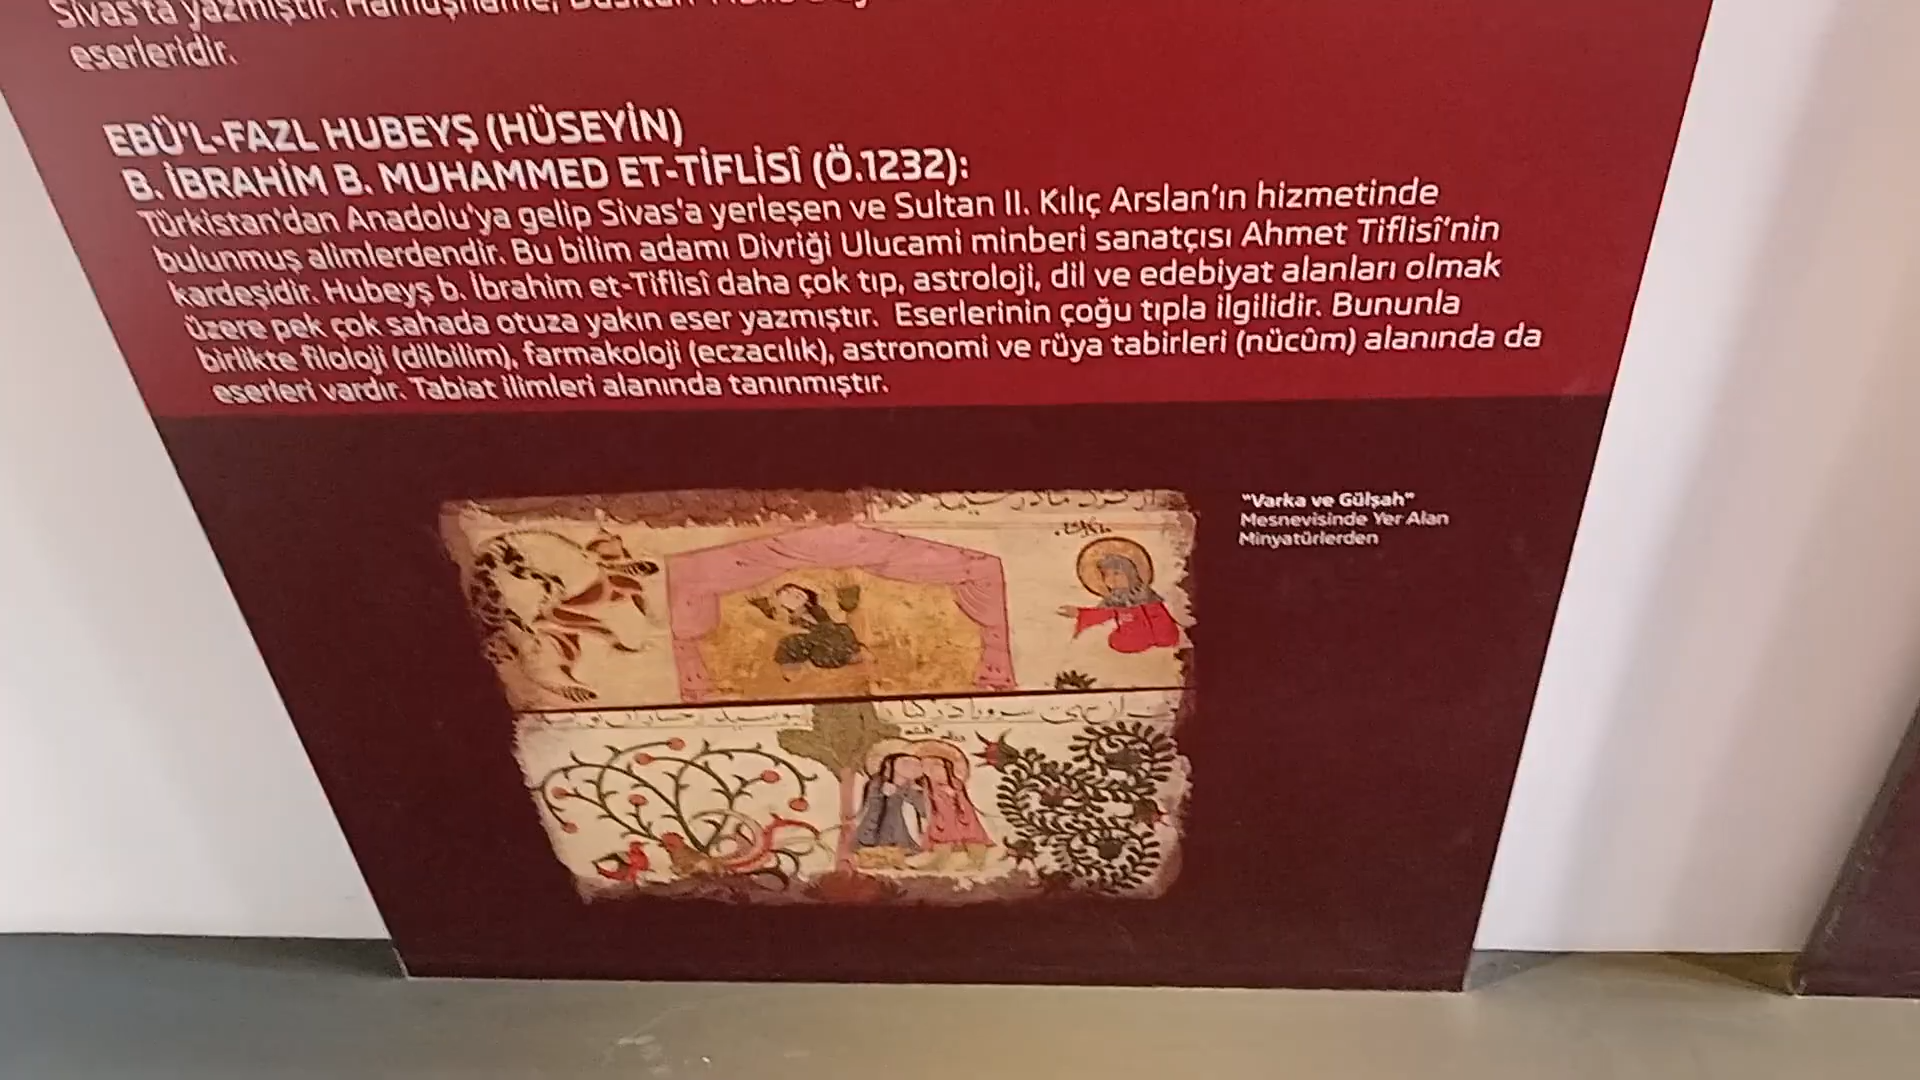 Sivas'ta yazmıştır.
eserleridir.
EBÜ'L-FAZL HUBEYŞ (HÜSEYİN)
B. İBRAHİM B. MUHAMMED ET-TİFLİSÎ (Ö.1232):
Türkistan'dan Anadolu'ya gelip Sivas'a yerleşen ve Sultan II. Kılıç Arslan'ın hizmetinde
bulunmuş alimlerdendir. Bu bilim adamı Divriği Ulucami minberi sanatçısı Ahmet Tiflisî'nin
kardeşidir. Hubeyş b. İbrahim et-Tiflisî daha çok tıp, astroloji, dil ve edebiyat alanları olmak
üzere pek çok sahada otuza yakın eser yazmıştır. Eserlerinin çoğu tıpla ilgilidir. Bununla
birlikte filoloji (dilbilim), farmakoloji (eczacılık), astronomi ve rüya tabirleri (nücûm) alanında da
eserleri vardır. Tabiat ilimleri alanında tanınmıştır.
"Varka ve Gülşah"
Mesnevisinde Yer Alan
Minyatürlerden